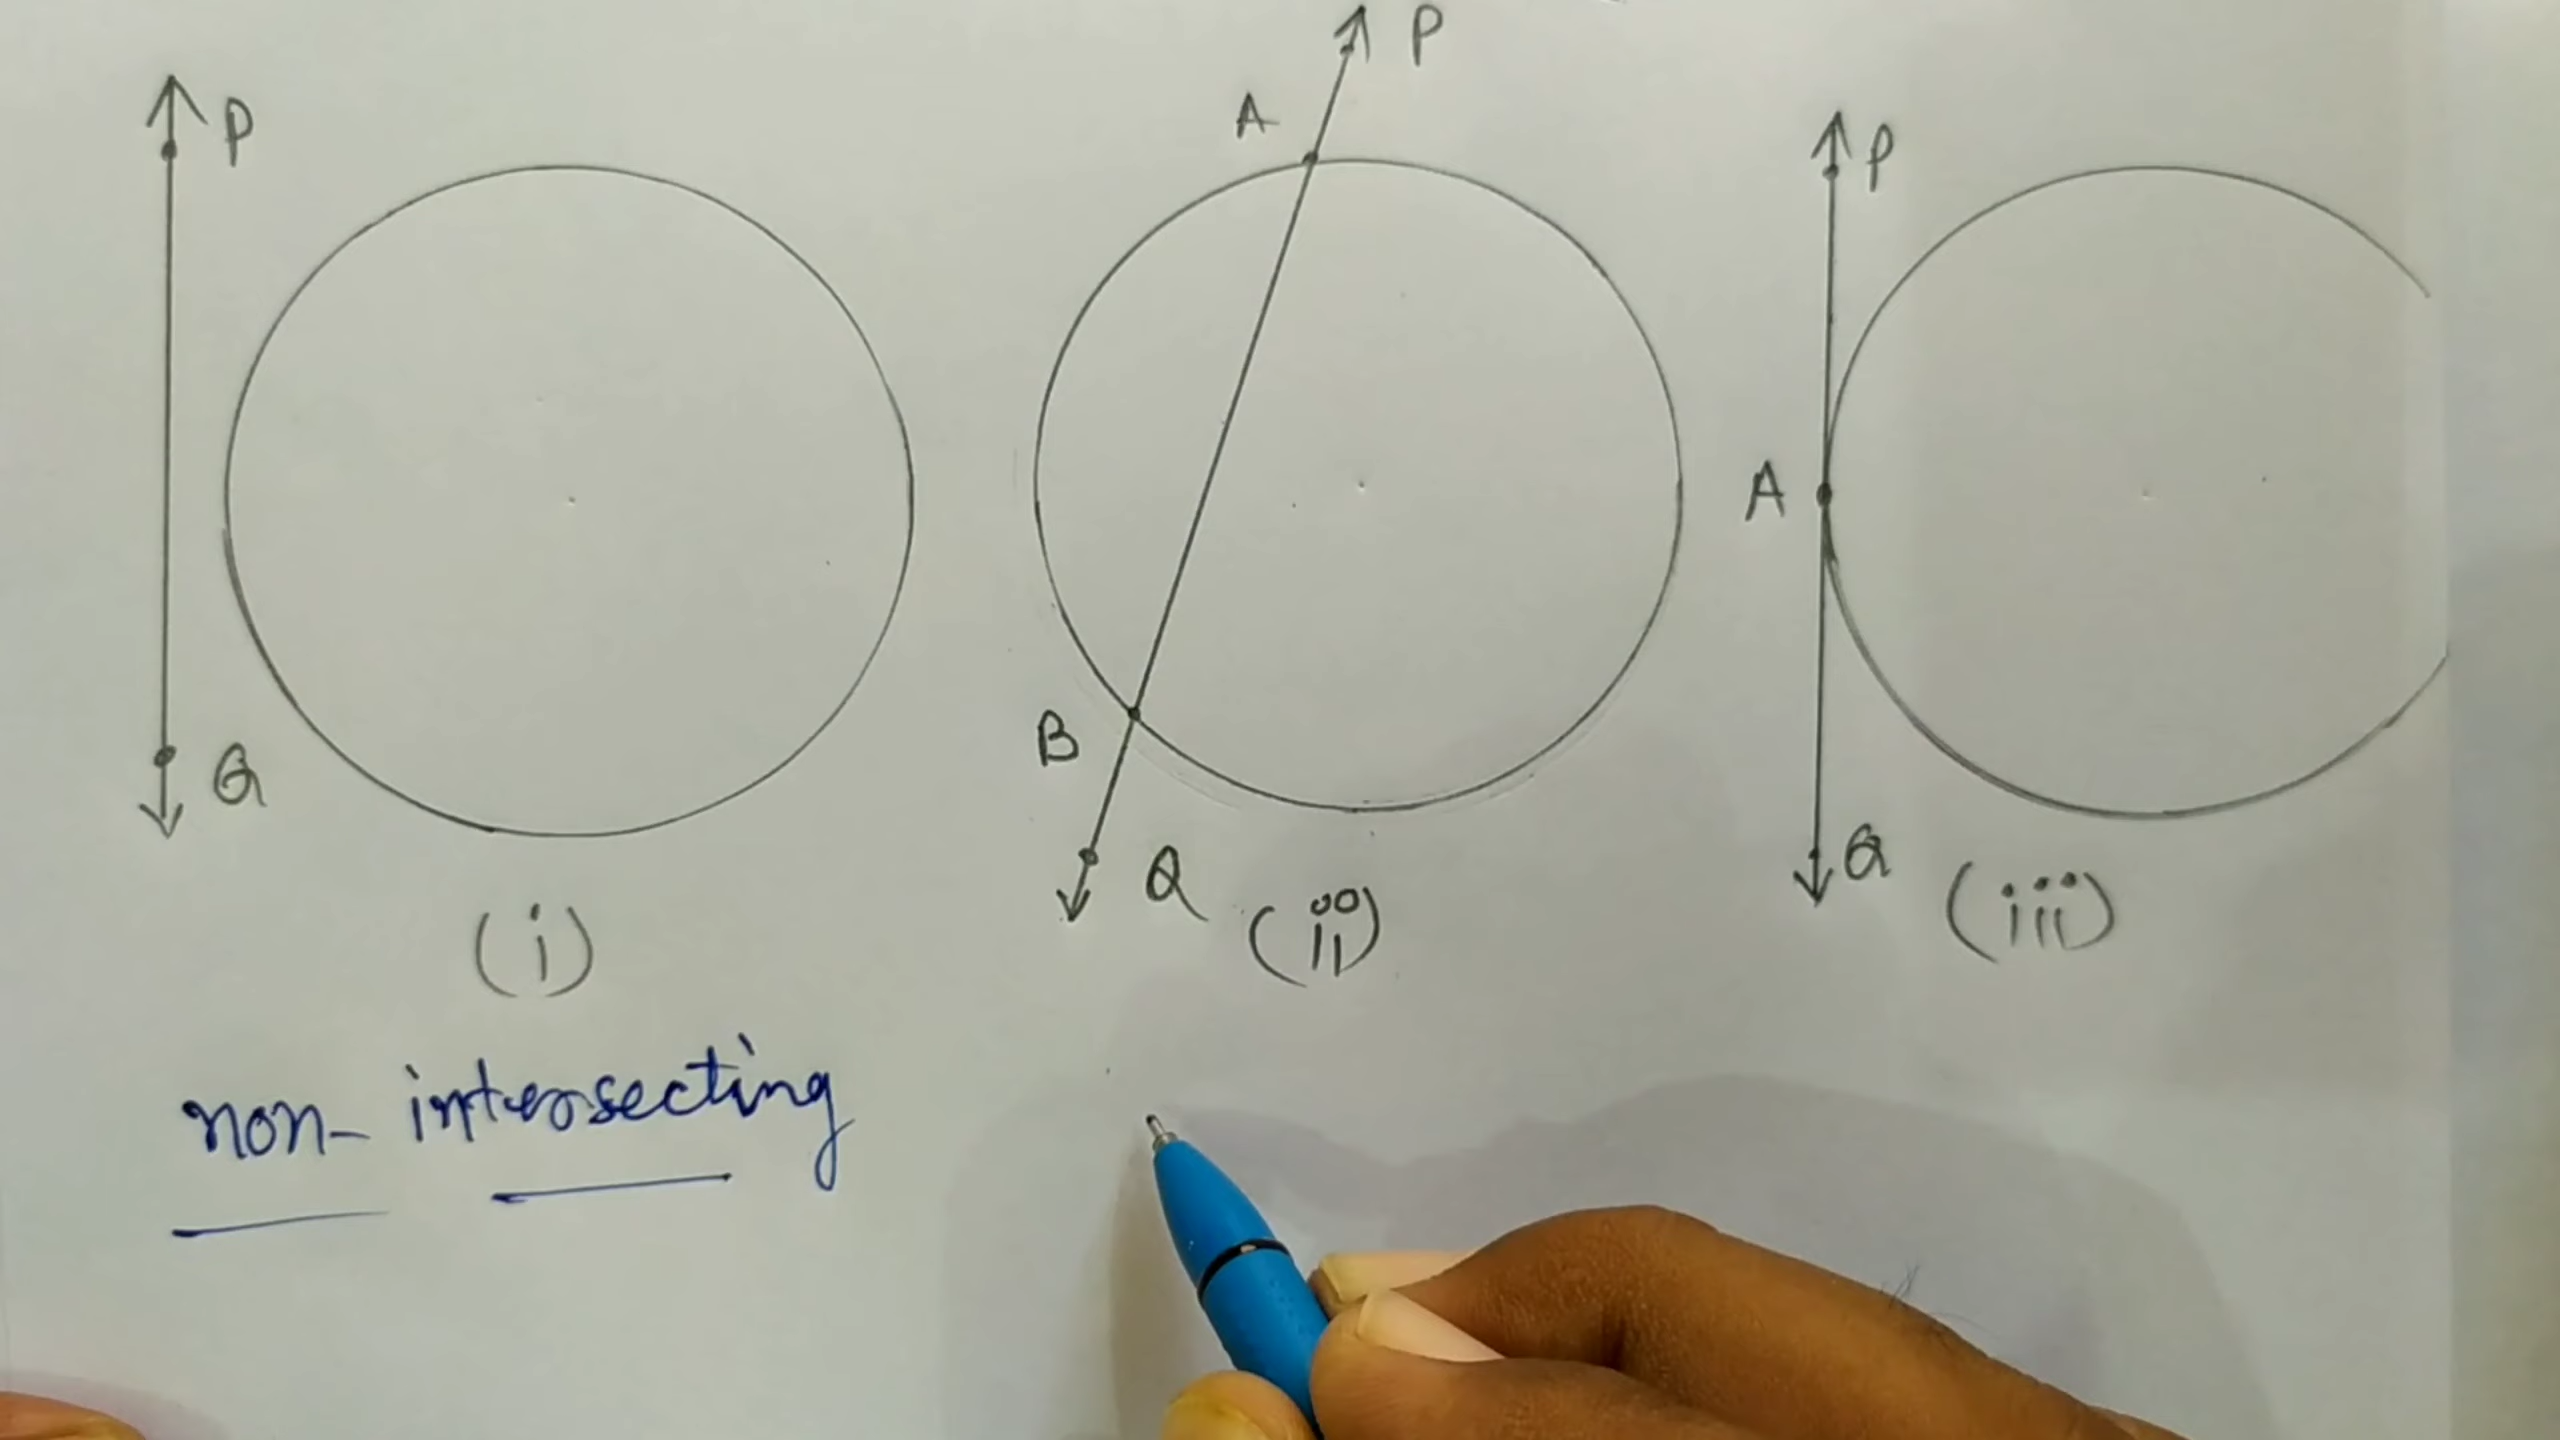 P
Q
(i)
P
A
B
Q
(ii)
P
A
Q
(iii)
non- intersecting